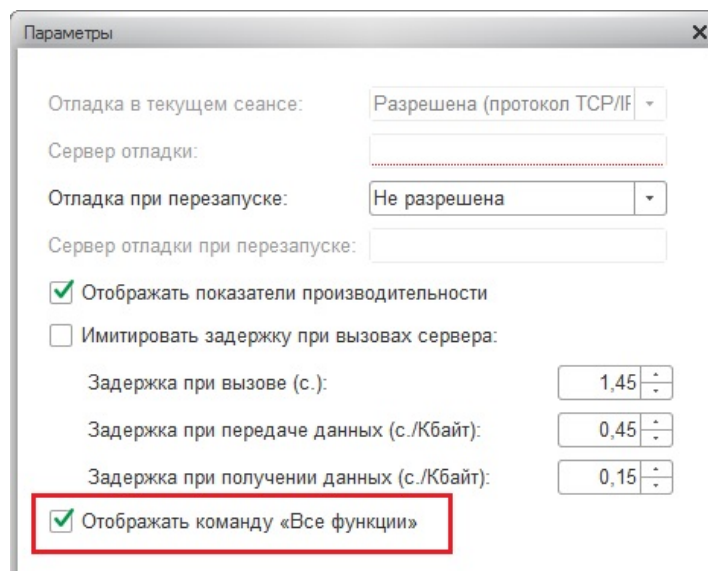 Параметры
Отладка в текущем сеансе: Разрешена (протокол TCP/IP
Сервер отладки:
Отладка при перезапуске: Не разрешена
Сервер отладки при перезапуске:
Отображать показатели производительности
Имитировать задержку при вызовах сервера:
Задержка при вызове (с.): 1,45
Задержка при передаче данных (с./Кбайт): 0,45
Задержка при получении данных (с./Кбайт): 0,15
Отображать команду «Все функции»